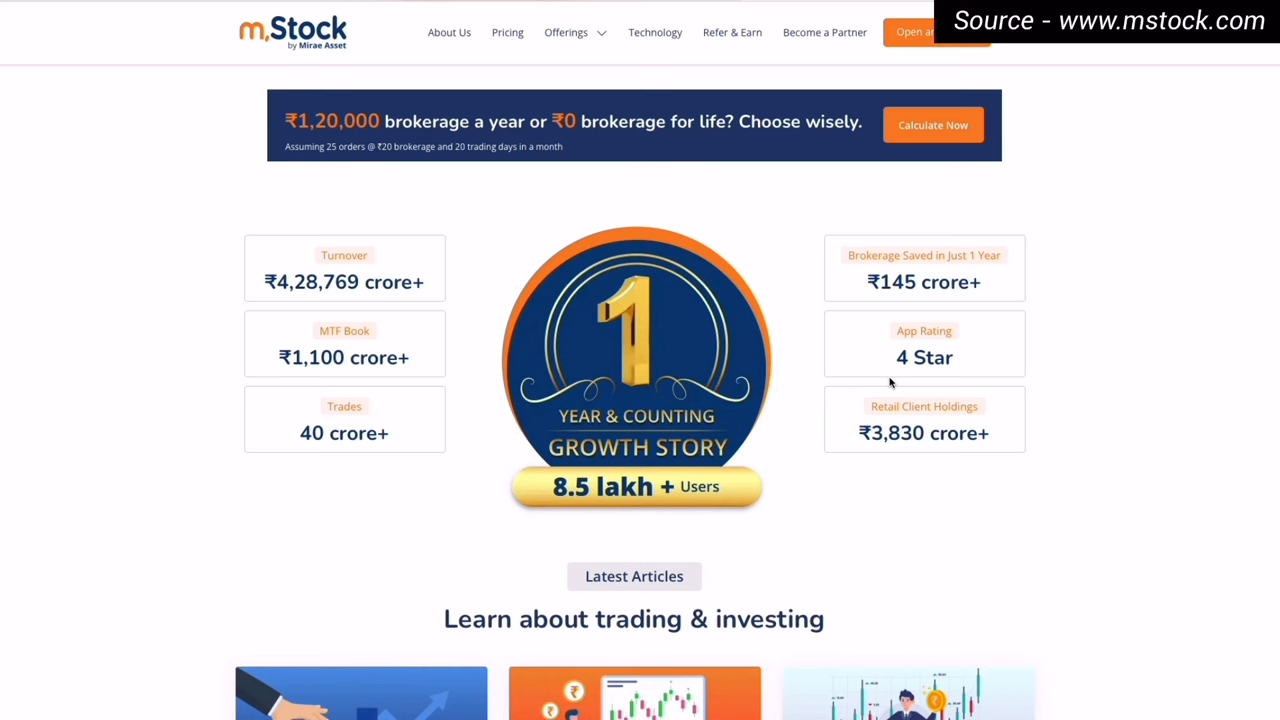 m.Stock
by Mirae Asset
About Us
Pricing
Offerings
Technology
Refer & Earn
Become a Partner
Open an
Source - www.mstock.com
₹1,20,000 brokerage a year or ₹0 brokerage for life? Choose wisely.
Assuming 25 orders @ ₹20 brokerage and 20 trading days in a month
Calculate Now
Turnover
₹4,28,769 crore+
MTF Book
₹1,100 crore+
Trades
40 crore+
1
YEAR & COUNTING
GROWTH STORY
8.5 lakh + Users
Brokerage Saved in Just 1 Year
₹145 crore+
App Rating
4 Star
Retail Client Holdings
₹3,830 crore+
Latest Articles
Learn about trading & investing